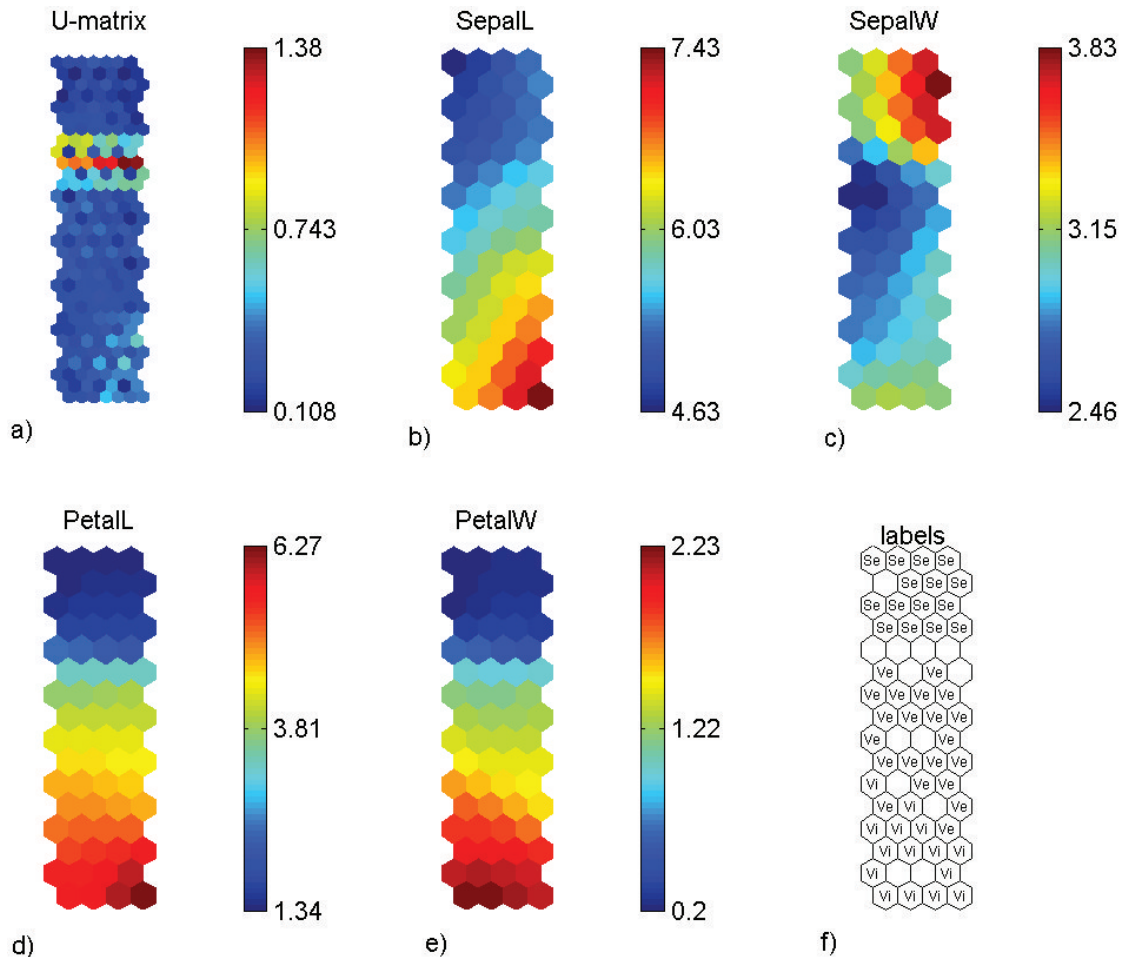 U-matrix
1.38
0.743
0.108
a)
SepalL
7.43
6.03
4.63
b)
SepalW
3.83
3.15
2.46
c)
PetalL
6.27
3.81
1.34
d)
PetalW
2.23
1.22
0.2
e)
labels
Se Se Se Se
Se Se Se
Se Se Se Se
Se Se Se Se
Ve Ve
Ve Ve Ve Ve
Ve Ve Ve Ve
Ve Ve
Ve Ve Ve Ve
Vi Ve Ve
Ve Vi Ve
Vi Vi Vi Ve
Vi Vi Vi Vi
Vi Vi
Vi Vi Vi Vi
f)